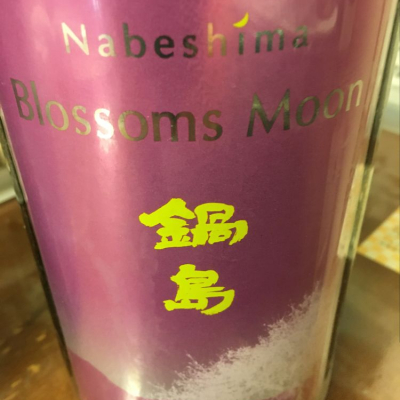 Nabeshima
Blossoms Moon
鍋
島